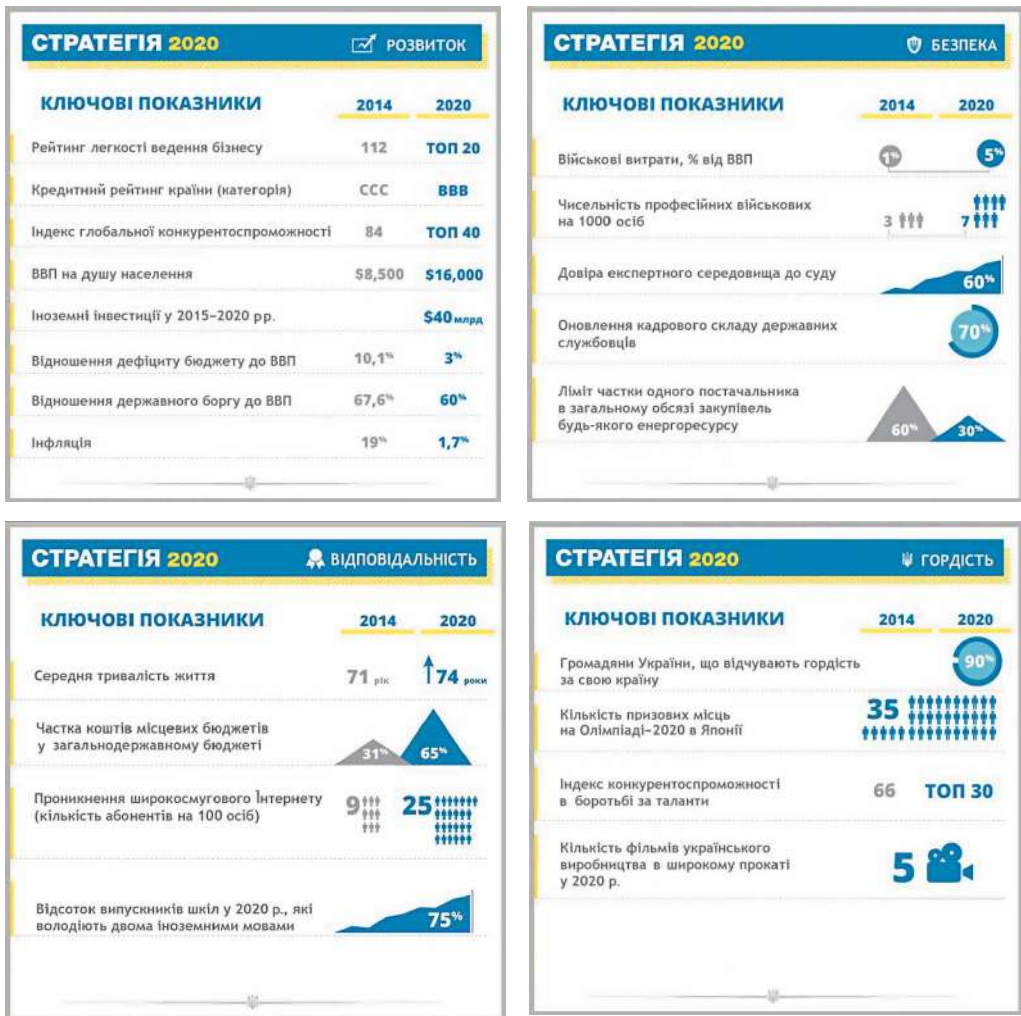 СТРАТЕГІЯ 2020 РОЗВИТОК
КЛЮЧОВІ ПОКАЗНИКИ 2014 2020
Рейтинг легкості ведення бізнесу 112 ТОП 20
Кредитний рейтинг країни (категорія) ССС ВВВ
Індекс глобальної конкурентоспроможності 84 ТОП 40
ВВП на душу населення $8,500 $16,000
Іноземні інвестиції у 2015–2020 рр. $40 млрд
Відношення дефіциту бюджету до ВВП 10,1% 3%
Відношення державного боргу до ВВП 67,6% 60%
Інфляція 19% 1,7%
СТРАТЕГІЯ 2020 БЕЗПЕКА
КЛЮЧОВІ ПОКАЗНИКИ 2014 2020
Військові витрати, % від ВВП 1% 5%
Чисельність професійних військових
на 1000 осіб 3 7
Довіра експертного середовища до суду 60%
Оновлення кадрового складу державних
службовців 70%
Ліміт частки одного постачальника
в загальному обсязі закупівель
будь-якого енергоресурсу 60% 30%
СТРАТЕГІЯ 2020 ВІДПОВІДАЛЬНІСТЬ
КЛЮЧОВІ ПОКАЗНИКИ 2014 2020
Середня тривалість життя 71 рік 74 роки
Частка коштів місцевих бюджетів
у загальнодержавному бюджеті 31% 65%
Проникнення широкосмугового Інтернету
(кількість абонентів на 100 осіб) 9 25
Відсоток випускників шкіл у 2020 р., які
володіють двома іноземними мовами 75%
СТРАТЕГІЯ 2020 ГОРДІСТЬ
КЛЮЧОВІ ПОКАЗНИКИ 2014 2020
Громадяни України, що відчувають гордість
за свою країну 90%
Кількість призових місць
на Олімпіаді–2020 в Японії 35
Індекс конкурентоспроможності
в боротьбі за таланти 66 ТОП 30
Кількість фільмів українського
виробництва в широкому прокаті
у 2020 р. 5